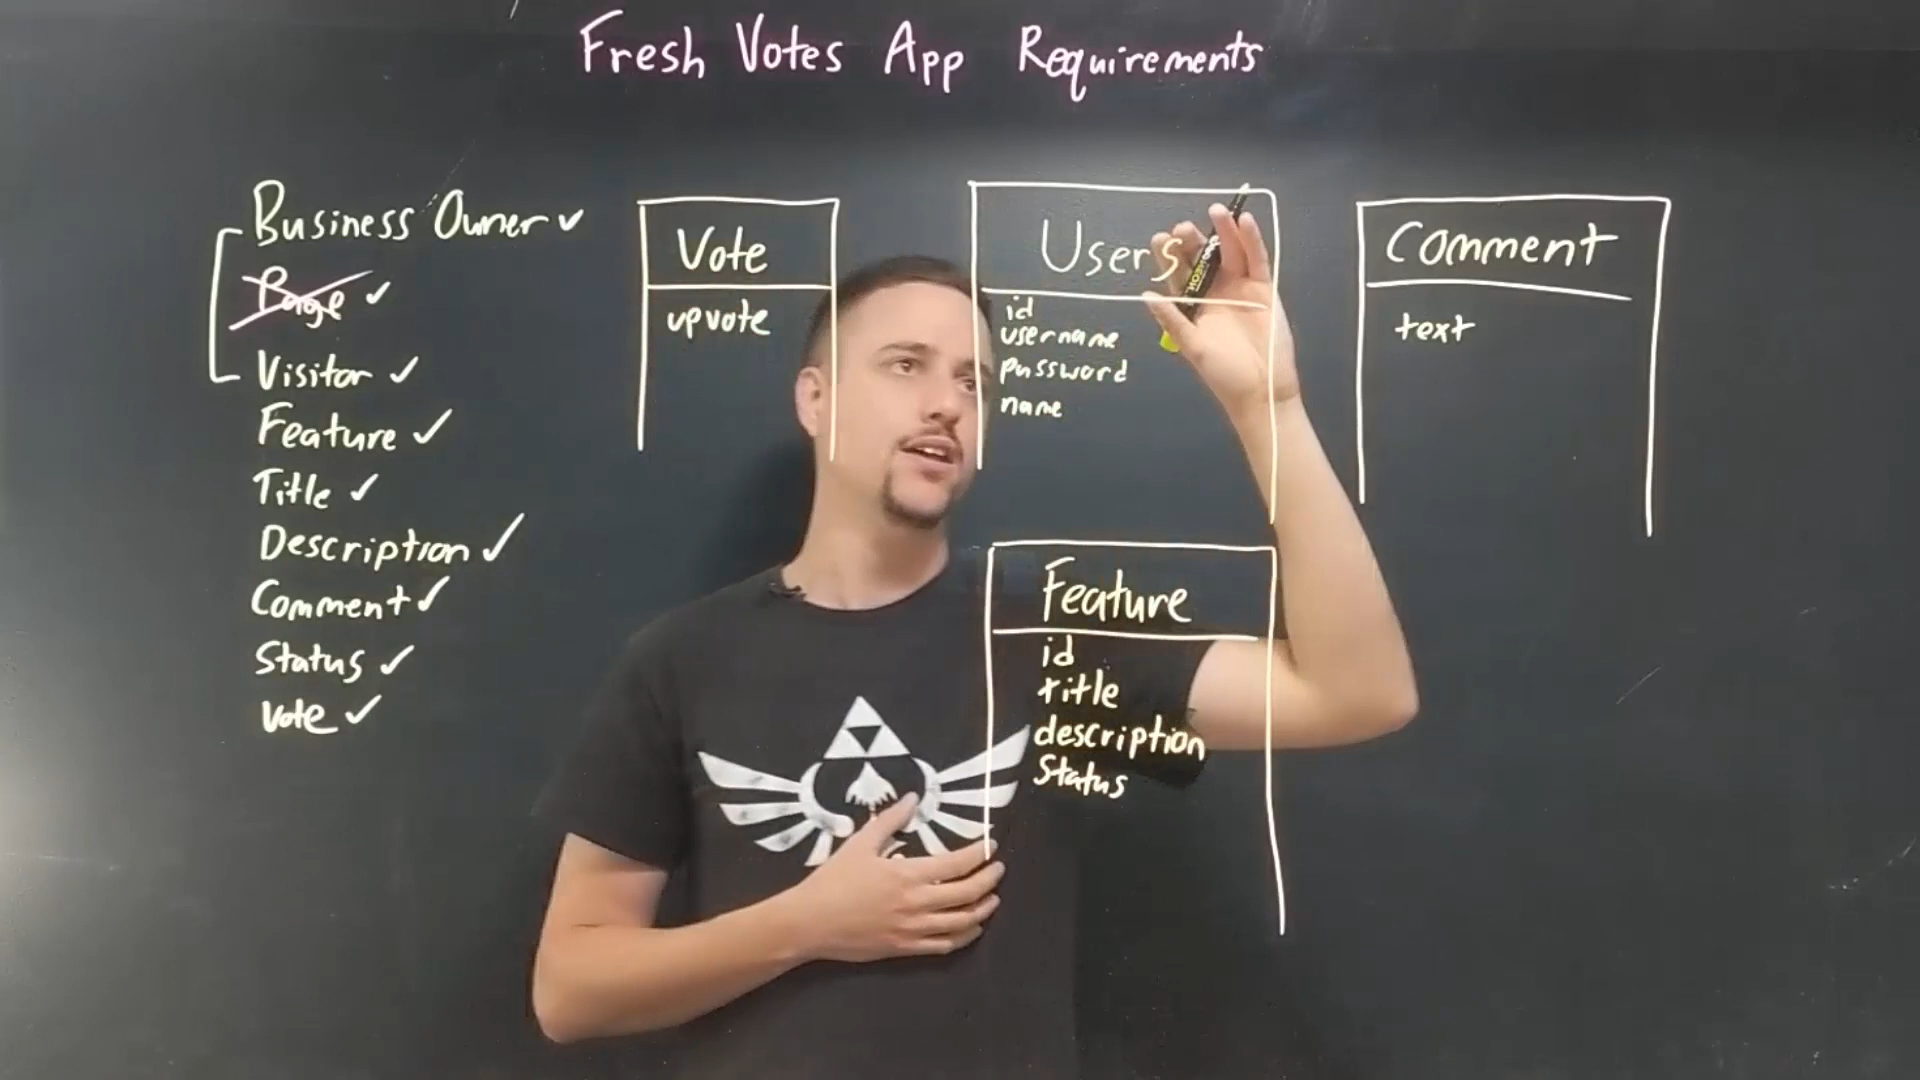 Fresh Votes App Requirements
Business Owner ✓
Page ✓
Visitor ✓
Feature ✓
Title ✓
Description ✓
Comment ✓
Status ✓
Vote ✓
Vote
upvote
Users
id
username
password
name
Comment
text
Feature
id
title
description
Status